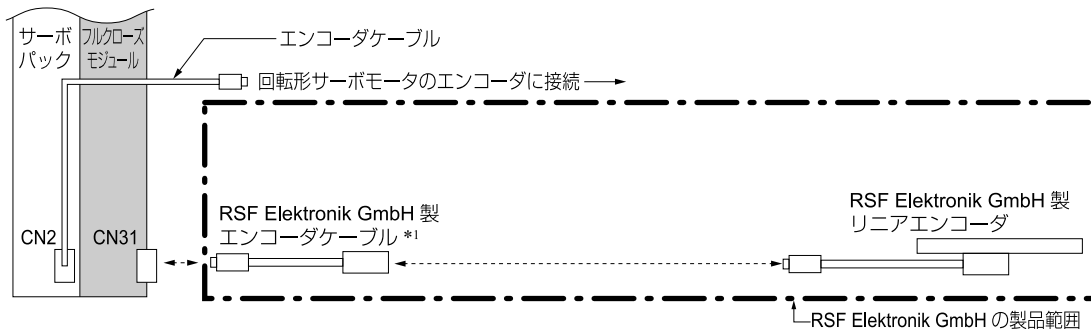 サーボ
パック
フルクローズ
モジュール
エンコーダケーブル
回転形サーボモータのエンコーダに接続
RSF Elektronik GmbH 製
エンコーダケーブル *1
RSF Elektronik GmbH 製
リニアエンコーダ
CN2
CN31
RSF Elektronik GmbH の製品範囲